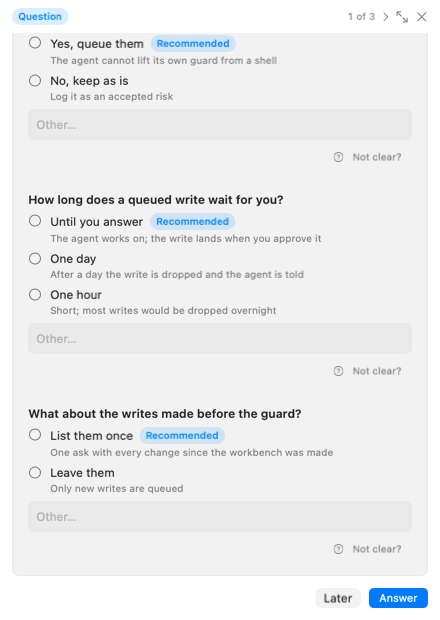 Question
1 of 3
Yes, queue them Recommended
The agent cannot lift its own guard from a shell
No, keep as is
Log it as an accepted risk
Other...
Not clear?
How long does a queued write wait for you?
Until you answer Recommended
The agent works on; the write lands when you approve it
One day
After a day the write is dropped and the agent is told
One hour
Short; most writes would be dropped overnight
Other...
Not clear?
What about the writes made before the guard?
List them once Recommended
One ask with every change since the workbench was made
Leave them
Only new writes are queued
Other...
Not clear?
Later Answer